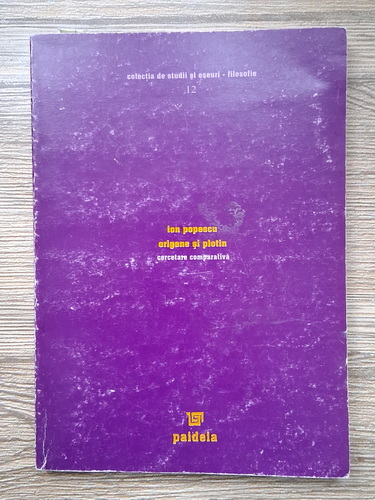 colecția de studii și eseuri - filosofie
12
ion popescu
origene și plotin
cercetare comparativă
paideia